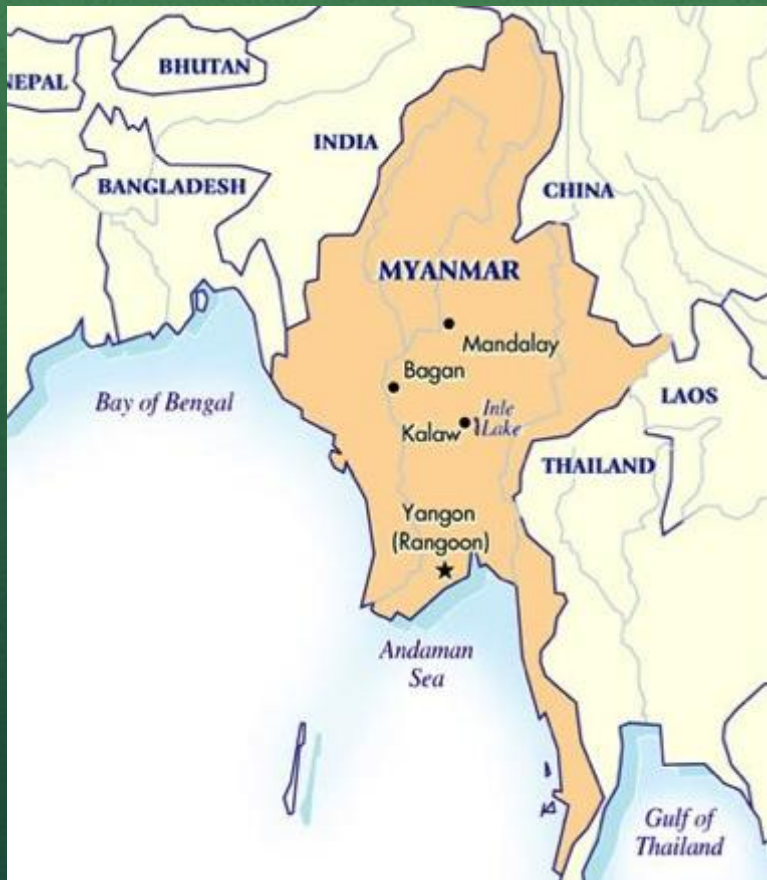 NEPAL
BHUTAN
INDIA
BANGLADESH
CHINA
MYANMAR
Mandalay
Bagan
Bay of Bengal
LAOS
Inle
Lake
Kalaw
THAILAND
Yangon
(Rangoon)
Andaman
Sea
Gulf of
Thailand